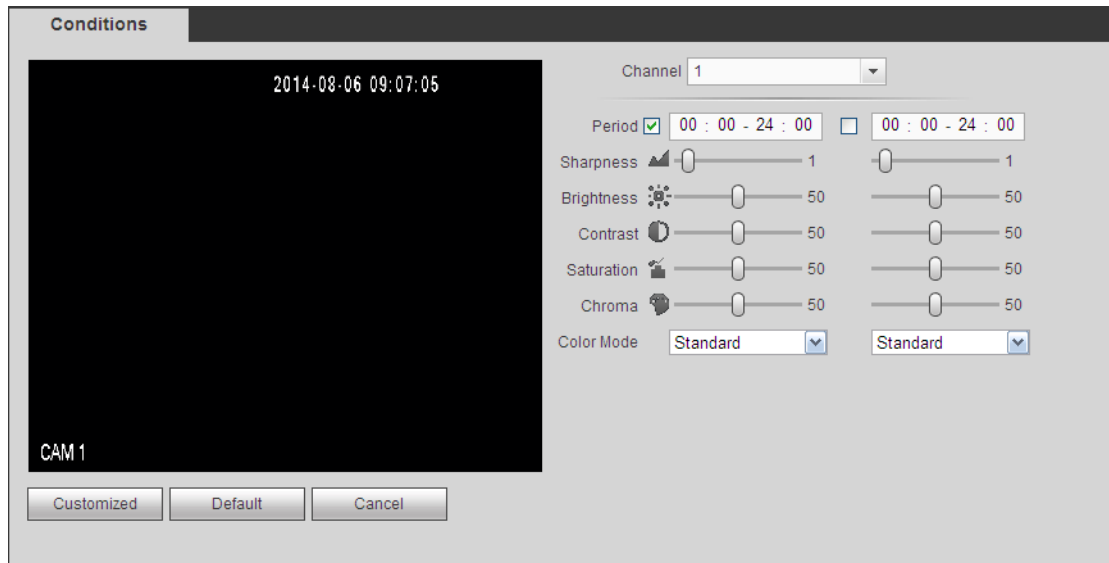 Conditions
2014-08-06 09:07:05
CAM 1
Customized Default Cancel
Channel 1
Period 00 : 00 - 24 : 00 00 : 00 - 24 : 00
Sharpness 1 1
Brightness 50 50
Contrast 50 50
Saturation 50 50
Chroma 50 50
Color Mode Standard Standard